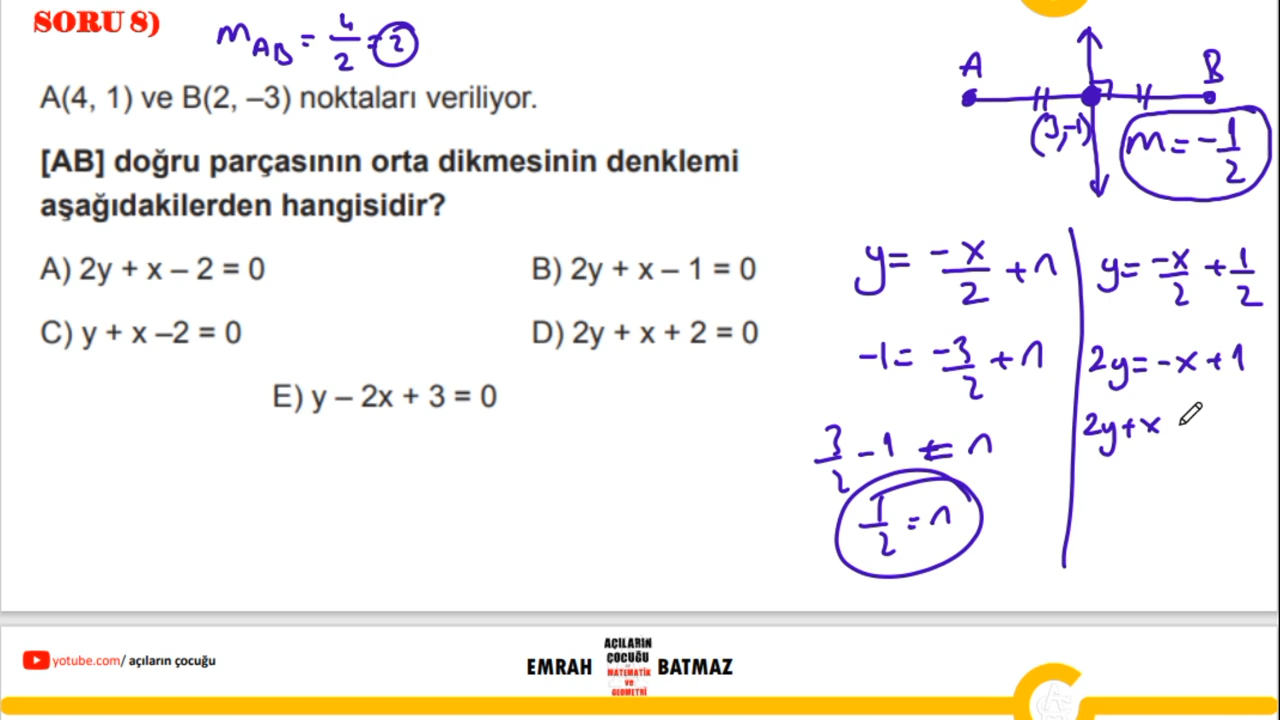 SORU 8)
m_AB = 4/2 = 2
A(4, 1) ve B(2, –3) noktaları veriliyor.
[AB] doğru parçasının orta dikmesinin denklemi
aşağıdakilerden hangisidir?
A) 2y + x – 2 = 0
B) 2y + x – 1 = 0
C) y + x –2 = 0
D) 2y + x + 2 = 0
E) y – 2x + 3 = 0
A
B
(3,-1)
m = -1/2
y = -x/2 + n
-1 = -3/2 + n
3/2 - 1 = n
1/2 = n
y = -x/2 + 1/2
2y = -x + 1
2y + x
yotube.com/ açıların çocuğu
EMRAH
AÇILARIN
ÇOCUĞU
MATEMATİK
ve
GEOMETRİ
BATMAZ